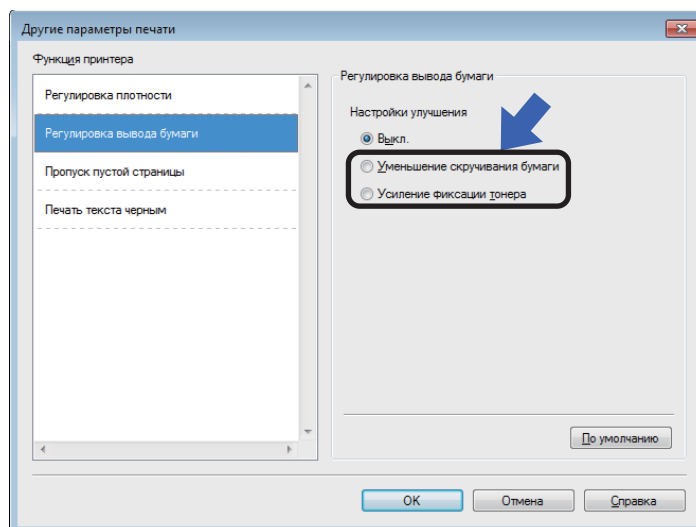 Другие параметры печати
Функция принтера
Регулировка плотности
Регулировка вывода бумаги
Пропуск пустой страницы
Печать текста черным
Регулировка вывода бумаги
Настройки улучшения
Выкл.
Уменьшение скручивания бумаги
Усиление фиксации тонера
По умолчанию
OK
Отмена
Справка